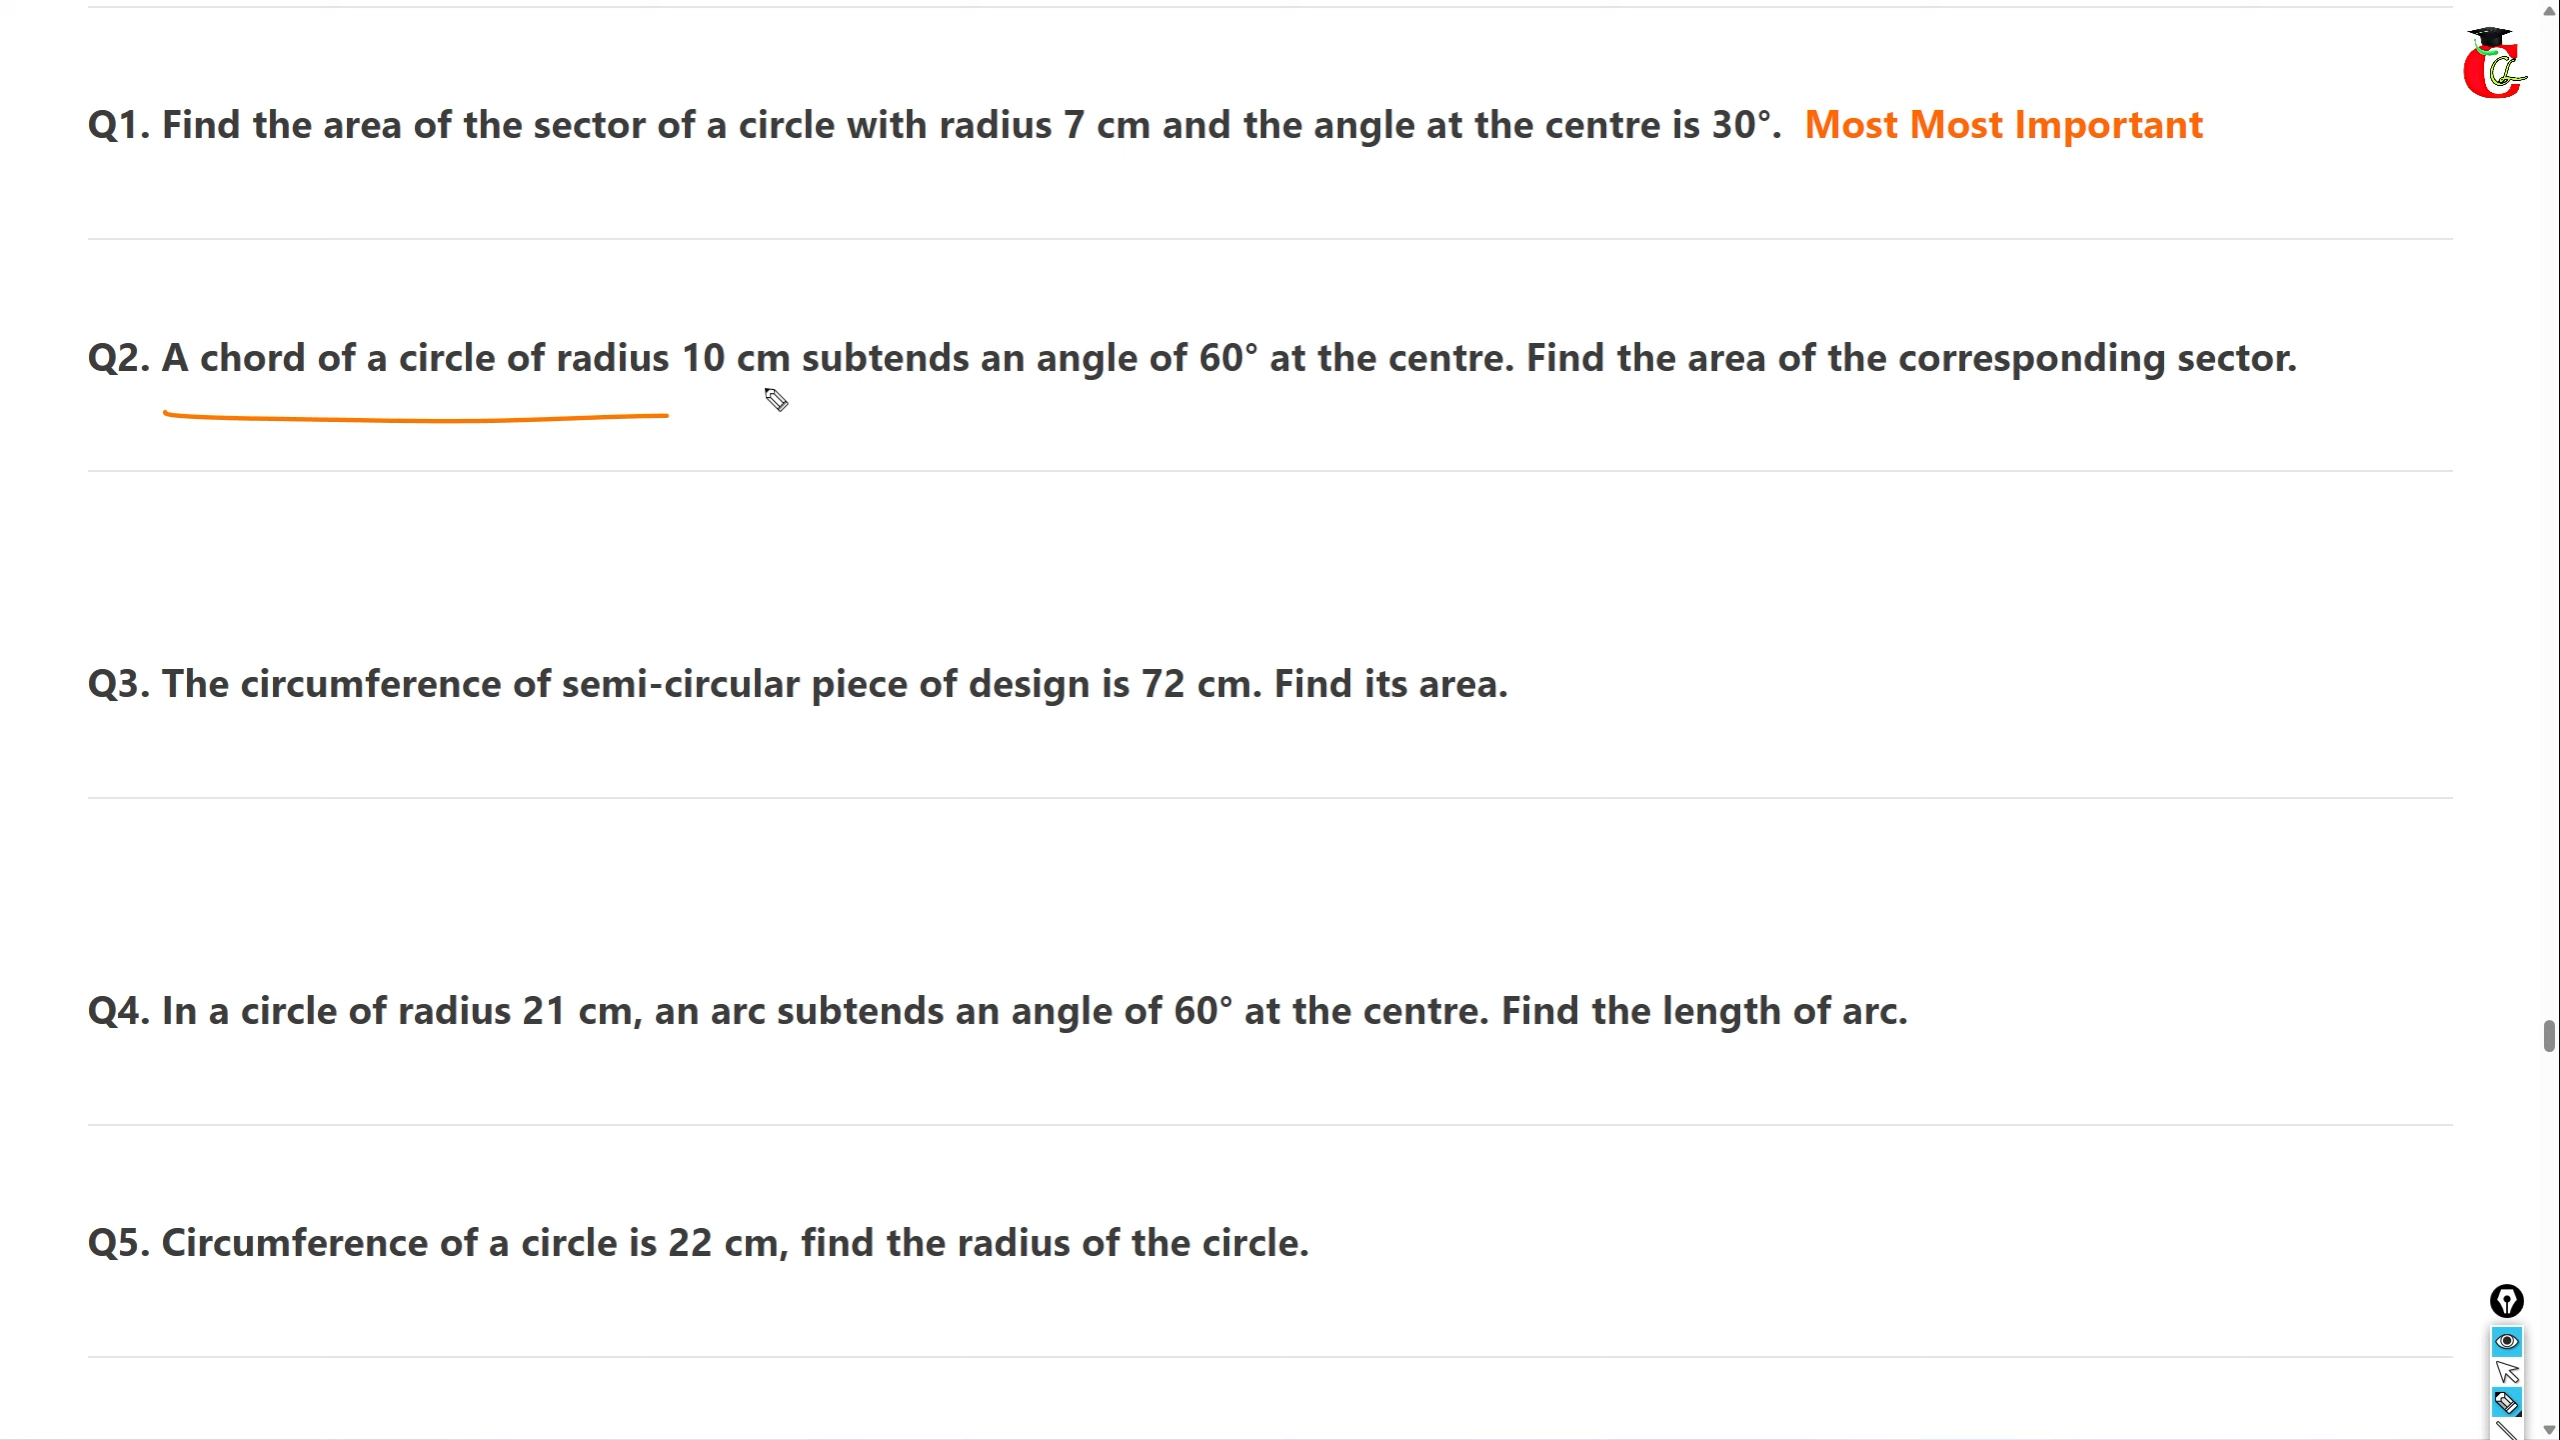 Q1. Find the area of the sector of a circle with radius 7 cm and the angle at the centre is 30°. Most Most Important
Q2. A chord of a circle of radius 10 cm subtends an angle of 60° at the centre. Find the area of the corresponding sector.
Q3. The circumference of semi-circular piece of design is 72 cm. Find its area.
Q4. In a circle of radius 21 cm, an arc subtends an angle of 60° at the centre. Find the length of arc.
Q5. Circumference of a circle is 22 cm, find the radius of the circle.